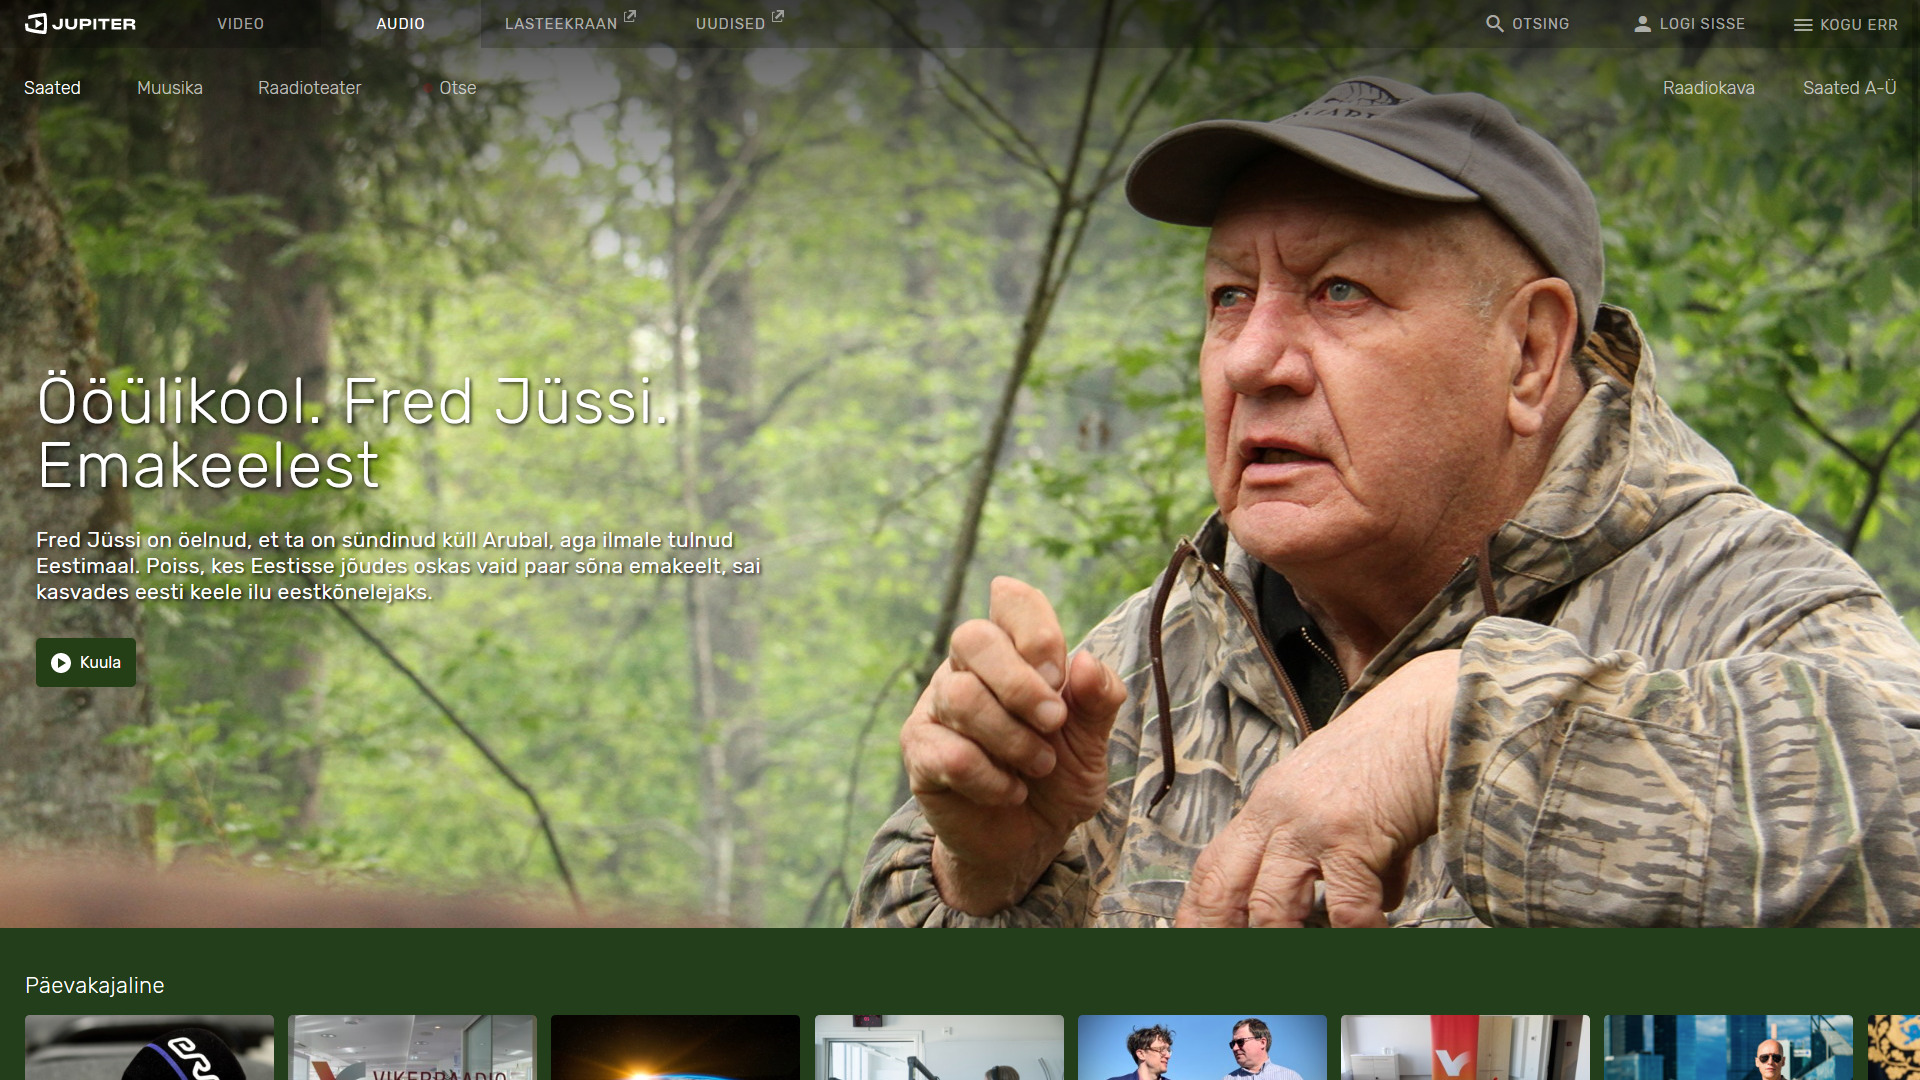 JUPITER
VIDEO
AUDIO
LASTEEKRAAN
UUDISED
OTSING
LOGI SISSE
KOGU ERR
Saated
Muusika
Raadioteater
Otse
Raadiokava
Saated A-Ü
Ööülikool. Fred Jüssi.
Emakeelest
Fred Jüssi on öelnud, et ta on sündinud küll Arubal, aga ilmale tulnud
Eestimaal. Poiss, kes Eestisse jõudes oskas vaid paar sõna emakeelt, sai
kasvades eesti keele ilu eestkõnelejaks.
Kuula
Päevakajaline
VIKERRAADIO